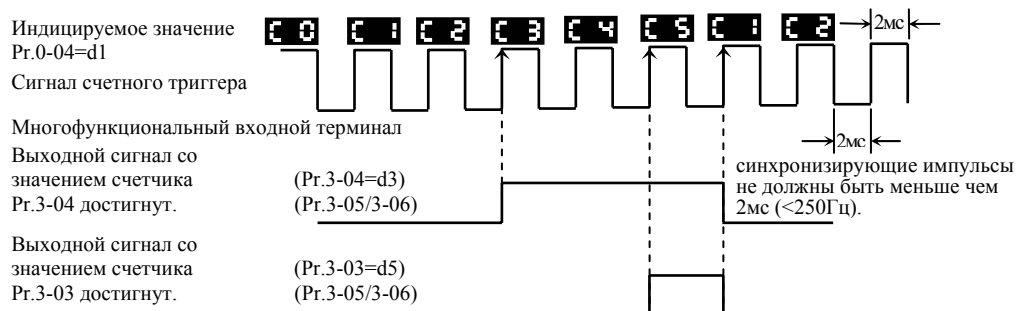 Индицируемое значение
Pr.0-04=d1
C 0 C 1 C 2 C 3 C 4 C 5 C 1 C 2
2мс
Сигнал счетного триггера
Многофункциональный входной терминал
2мс
Выходной сигнал со
значением счетчика (Pr.3-04=d3)
Pr.3-04 достигнут. (Pr.3-05/3-06)
синхронизирующие импульсы
не должны быть меньше чем
2мс (<250Гц).
Выходной сигнал со
значением счетчика (Pr.3-03=d5)
Pr.3-03 достигнут. (Pr.3-05/3-06)